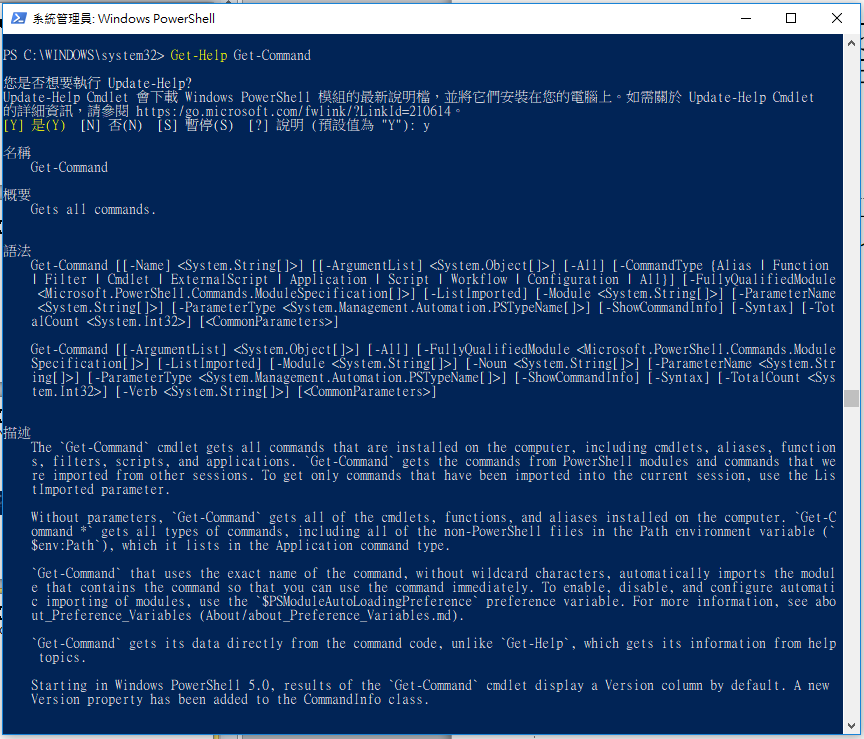 系統管理員: Windows PowerShell
PS C:\WINDOWS\system32> Get-Help Get-Command
您是否想要執行 Update-Help?
Update-Help Cmdlet 會下載 Windows PowerShell 模組的最新說明檔，並將它們安裝在您的電腦上。如需關於 Update-Help Cmdlet
的詳細資訊，請參閱 https:/go.microsoft.com/fwlink/?LinkId=210614。
[Y] 是(Y)  [N] 否(N)  [S] 暫停(S)  [?] 說明 (預設值為 "Y"): y
名稱
Get-Command
概要
Gets all commands.
語法
Get-Command [[-Name] <System.String[]>] [[-ArgumentList] <System.Object[]>] [-All] [-CommandType {Alias | Function
| Filter | Cmdlet | ExternalScript | Application | Script | Workflow | Configuration | All}] [-FullyQualifiedModule
<Microsoft.PowerShell.Commands.ModuleSpecification[]>] [-ListImported] [-Module <System.String[]>] [-ParameterName
<System.String[]>] [-ParameterType <System.Management.Automation.PSTypeName[]>] [-ShowCommandInfo] [-Syntax] [-Tot
alCount <System.Int32>] [<CommonParameters>]
Get-Command [[-ArgumentList] <System.Object[]>] [-All] [-FullyQualifiedModule <Microsoft.PowerShell.Commands.Module
Specification[]>] [-ListImported] [-Module <System.String[]>] [-Noun <System.String[]>] [-ParameterName <System.Str
ing[]>] [-ParameterType <System.Management.Automation.PSTypeName[]>] [-ShowCommandInfo] [-Syntax] [-TotalCount <Sys
tem.Int32>] [-Verb <System.String[]>] [<CommonParameters>]
描述
The `Get-Command` cmdlet gets all commands that are installed on the computer, including cmdlets, aliases, function
s, filters, scripts, and applications. `Get-Command` gets the commands from PowerShell modules and commands that we
re imported from other sessions. To get only commands that have been imported into the current session, use the Lis
tImported parameter.
Without parameters, `Get-Command` gets all of the cmdlets, functions, and aliases installed on the computer. `Get-C
ommand *` gets all types of commands, including all of the non-PowerShell files in the Path environment variable (`
$env:Path`), which it lists in the Application command type.
`Get-Command` that uses the exact name of the command, without wildcard characters, automatically imports the modul
e that contains the command so that you can use the command immediately. To enable, disable, and configure automati
c importing of modules, use the `$PSModuleAutoLoadingPreference` preference variable. For more information, see abo
ut_Preference_Variables (About/about_Preference_Variables.md).
`Get-Command` gets its data directly from the command code, unlike `Get-Help`, which gets its information from help
topics.
Starting in Windows PowerShell 5.0, results of the `Get-Command` cmdlet display a Version column by default. A new
Version property has been added to the CommandInfo class.